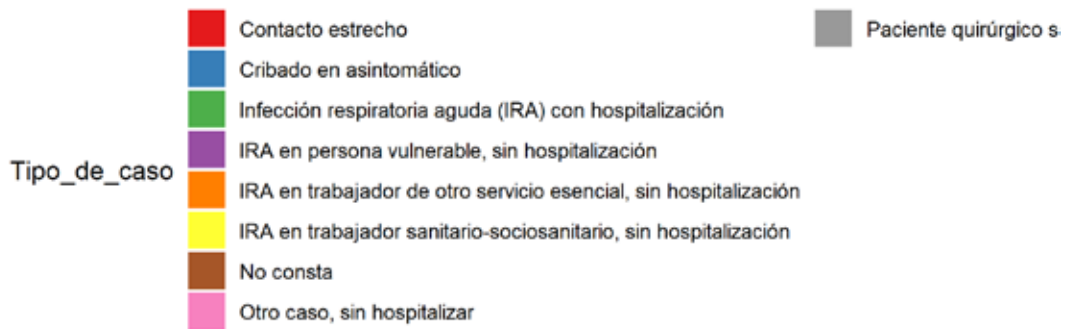 Contacto estrecho
Cribado en asintomático
Infección respiratoria aguda (IRA) con hospitalización
IRA en persona vulnerable, sin hospitalización
Tipo_de_caso
IRA en trabajador de otro servicio esencial, sin hospitalización
IRA en trabajador sanitario-sociosanitario, sin hospitalización
No consta
Otro caso, sin hospitalizar
Paciente quirúrgico